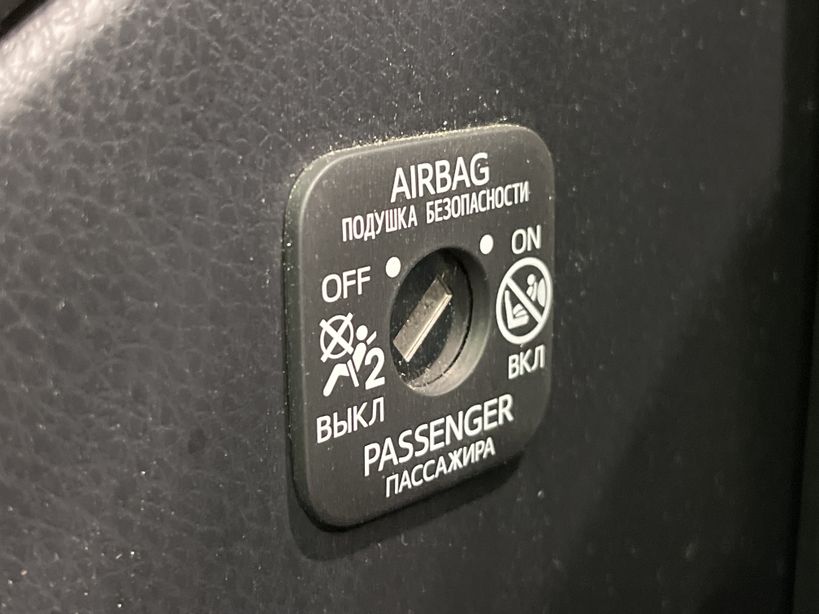 AIRBAG
ПОДУШКА БЕЗОПАСНОСТИ
OFF
ON
2
ВЫКЛ
ВКЛ
PASSENGER
ПАССАЖИРА